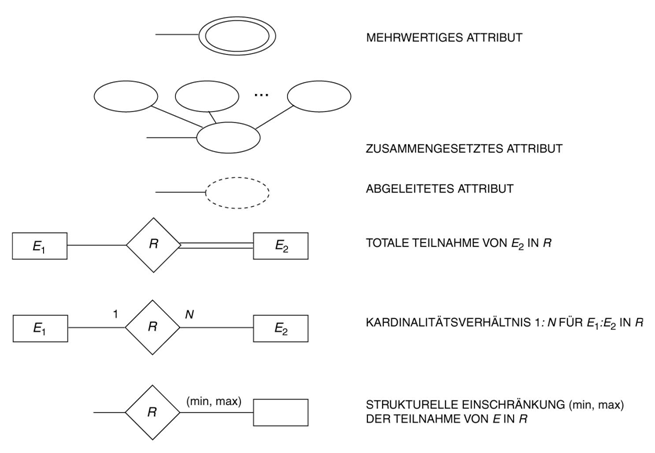 MEHRWERTIGES ATTRIBUT
...
ZUSAMMENGESETZTES ATTRIBUT
ABGELEITETES ATTRIBUT
E₁ R E₂ TOTALE TEILNAHME VON E₂ IN R
E₁ 1 R N E₂ KARDINALITÄTSVERHÄLTNIS 1: N FÜR E₁:E₂ IN R
R (min, max) STRUKTURELLE EINSCHRÄNKUNG (min, max)
DER TEILNAHME VON E IN R